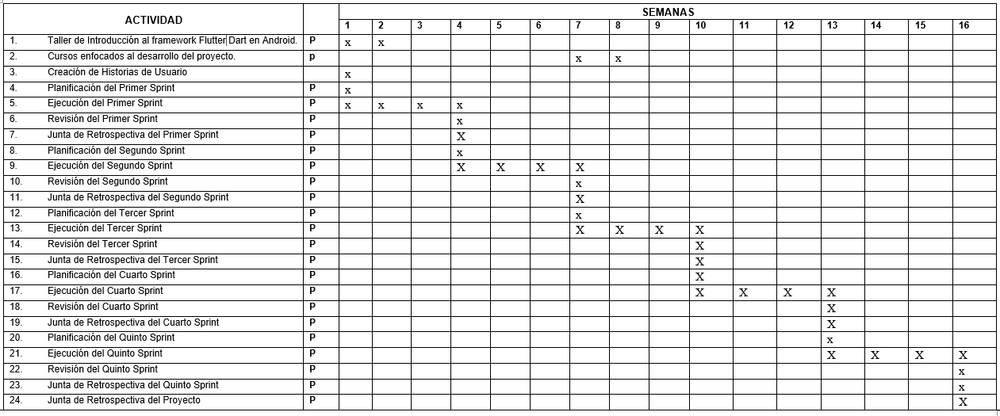 ACTIVIDAD SEMANAS
1 2 3 4 5 6 7 8 9 10 11 12 13 14 15 16
1. Taller de Introducción al framework Flutter Dart en Android. P x x
2. Cursos enfocados al desarrollo del proyecto. p x x
3. Creación de Historias de Usuario x
4. Planificación del Primer Sprint P x
5. Ejecución del Primer Sprint P x x x x
6. Revisión del Primer Sprint P x
7. Junta de Retrospectiva del Primer Sprint P X
8. Planificación del Segundo Sprint P x
9. Ejecución del Segundo Sprint P X X X X
10. Revisión del Segundo Sprint P x
11. Junta de Retrospectiva del Segundo Sprint P X
12. Planificación del Tercer Sprint P x
13. Ejecución del Tercer Sprint P X X X X
14. Revisión del Tercer Sprint P X
15. Junta de Retrospectiva del Tercer Sprint P X
16. Planificación del Cuarto Sprint P X
17. Ejecución del Cuarto Sprint P X X X X
18. Revisión del Cuarto Sprint P X
19. Junta de Retrospectiva del Cuarto Sprint P X
20. Planificación del Quinto Sprint P x
21. Ejecución del Quinto Sprint P X X X X
22. Revisión del Quinto Sprint P x
23. Junta de Retrospectiva del Quinto Sprint P x
24. Junta de Retrospectiva del Proyecto P X